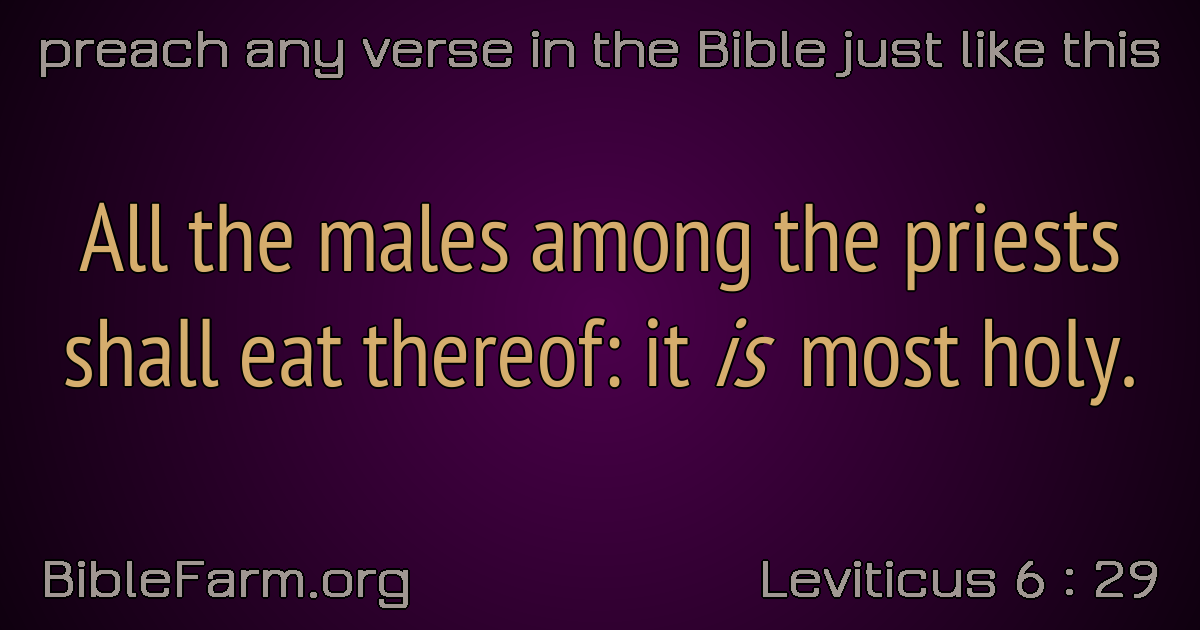 preach any verse in the Bible just like this
All the males among the priests
shall eat thereof: it is most holy.
BibleFarm.org
Leviticus 6 : 29